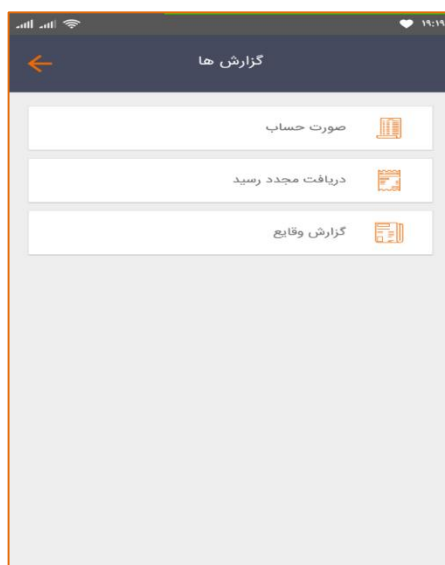 ۱۹:۱۹
گزارش ها
صورت حساب
دریافت مجدد رسید
گزارش وقایع